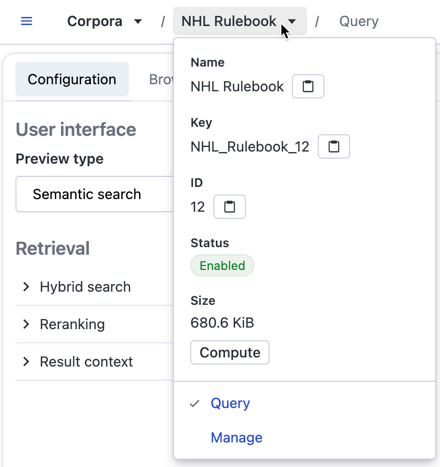 Corpora / NHL Rulebook / Query
Configuration
Brow
User interface
Preview type
Semantic search
Retrieval
Hybrid search
Reranking
Result context
Name
NHL Rulebook
Key
NHL_Rulebook_12
ID
12
Status
Enabled
Size
680.6 KiB
Compute
Query
Manage